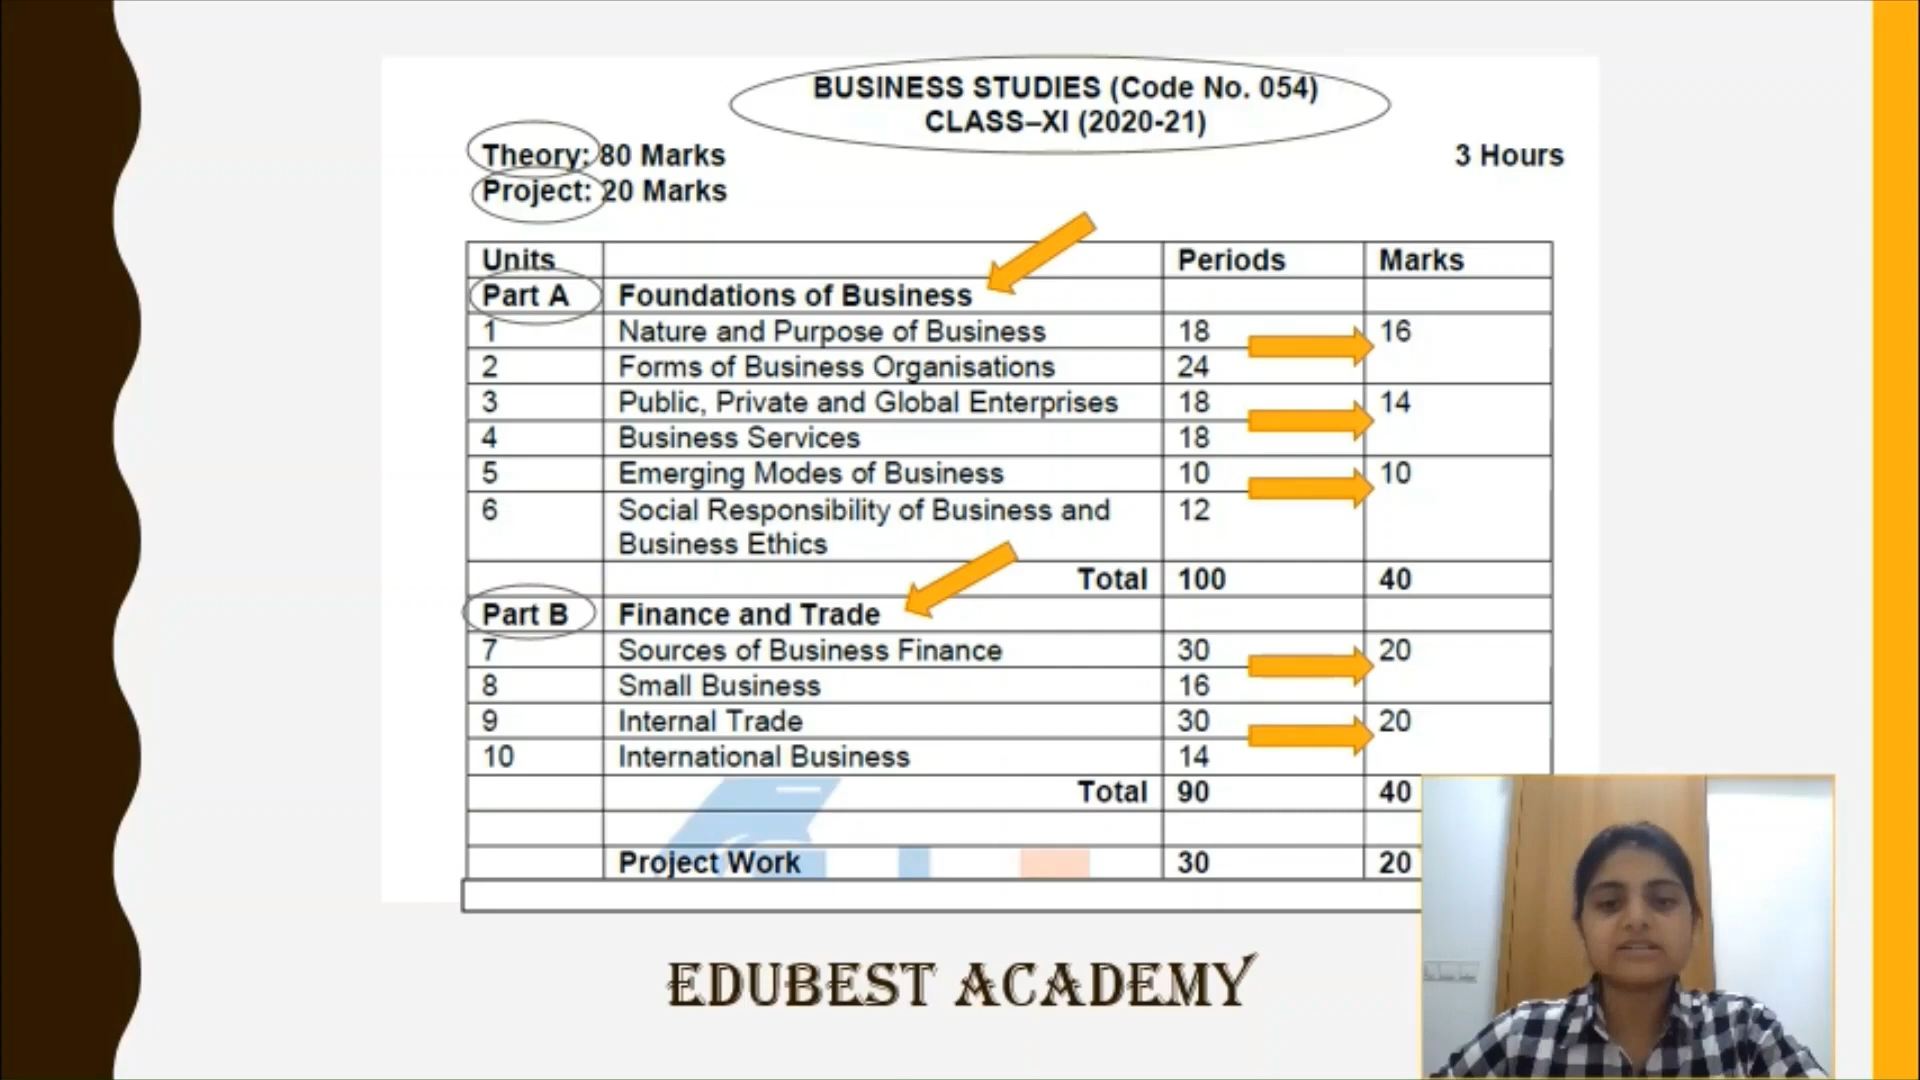 BUSINESS STUDIES (Code No. 054)
CLASS–XI (2020-21)
Theory: 80 Marks 3 Hours
Project: 20 Marks
Units Periods Marks
Part A Foundations of Business
1 Nature and Purpose of Business 18 16
2 Forms of Business Organisations 24
3 Public, Private and Global Enterprises 18 14
4 Business Services 18
5 Emerging Modes of Business 10 10
6 Social Responsibility of Business and 12
Business Ethics
Total 100 40
Part B Finance and Trade
7 Sources of Business Finance 30 20
8 Small Business 16
9 Internal Trade 30 20
10 International Business 14
Total 90 40
Project Work 30 20
EDUBEST ACADEMY